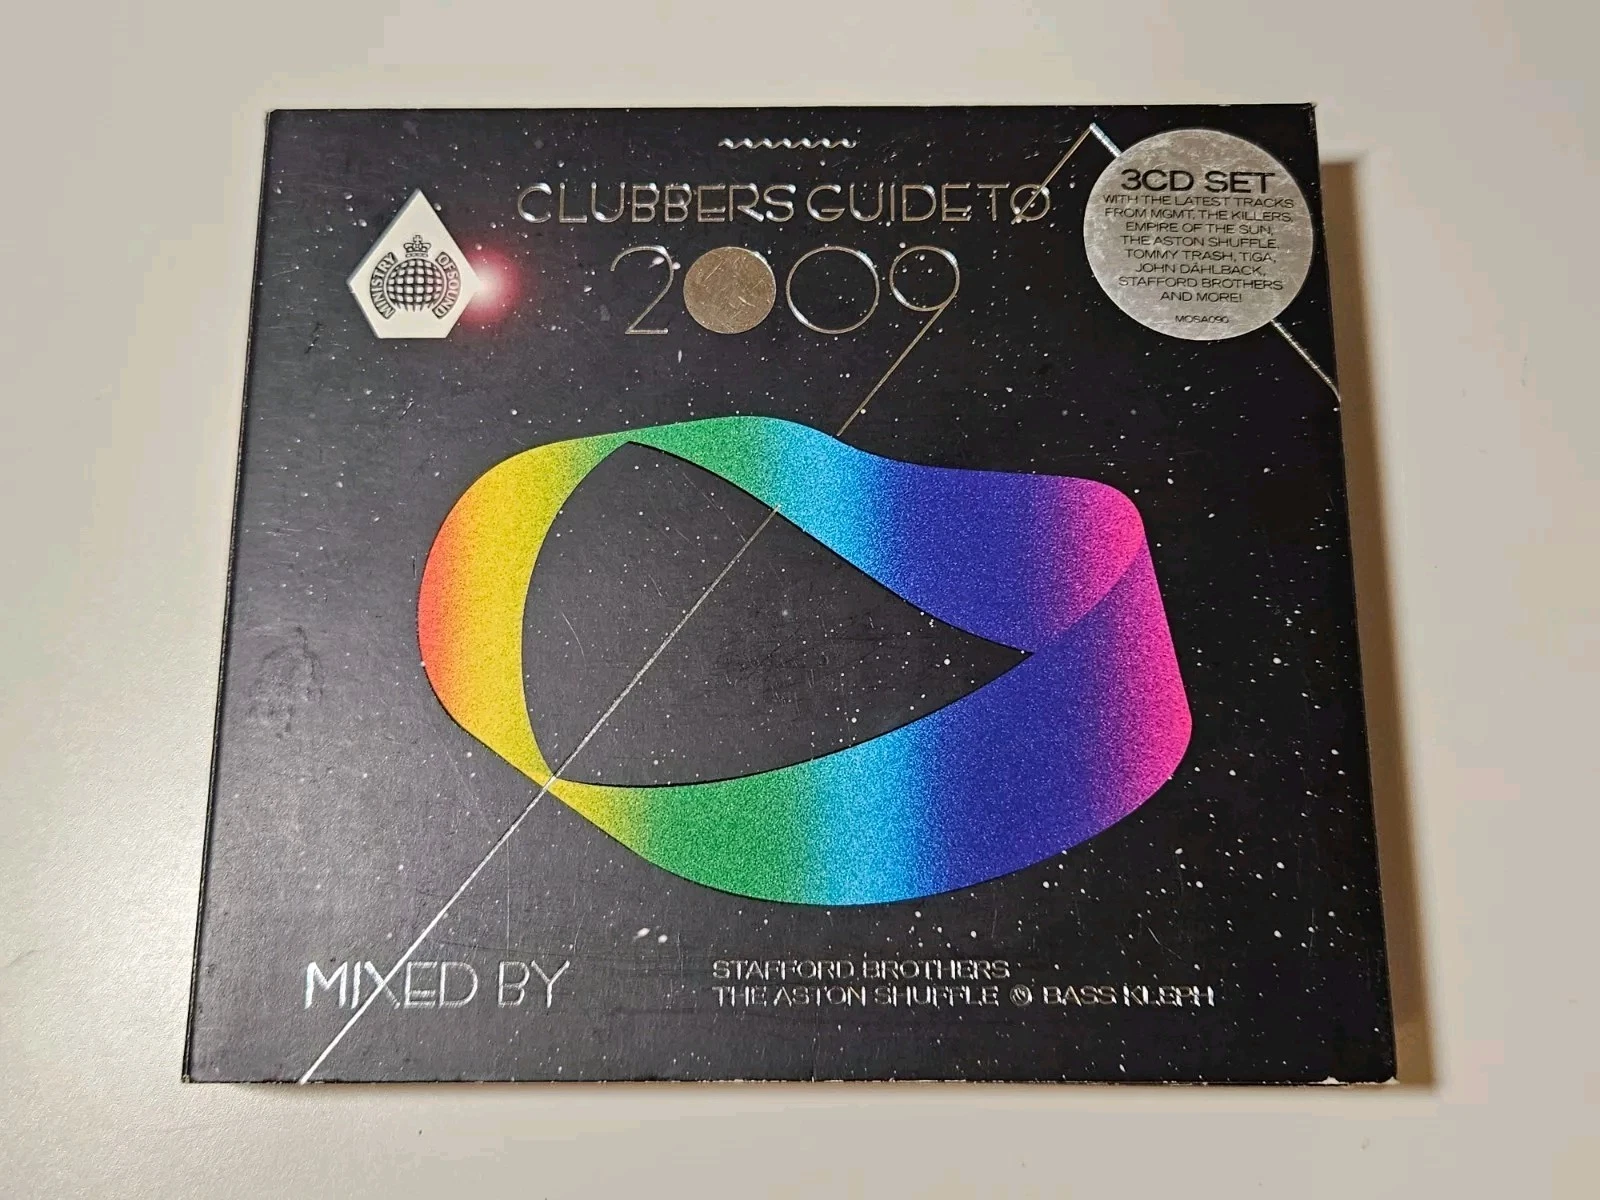 CLUBBERS GUIDE TO
2009
MINISTRY OF SOUND
3CD SET
WITH THE LATEST TRACKS
FROM MGMT, THE KILLERS,
EMPIRE OF THE SUN,
THE ASTON SHUFFLE,
TOMMY TRASH, TIGA,
JOHN DAHLBACK,
STAFFORD BROTHERS
AND MORE!
MOSA090
MIXED BY
STAFFORD BROTHERS
THE ASTON SHUFFLE & BASS KLEPH